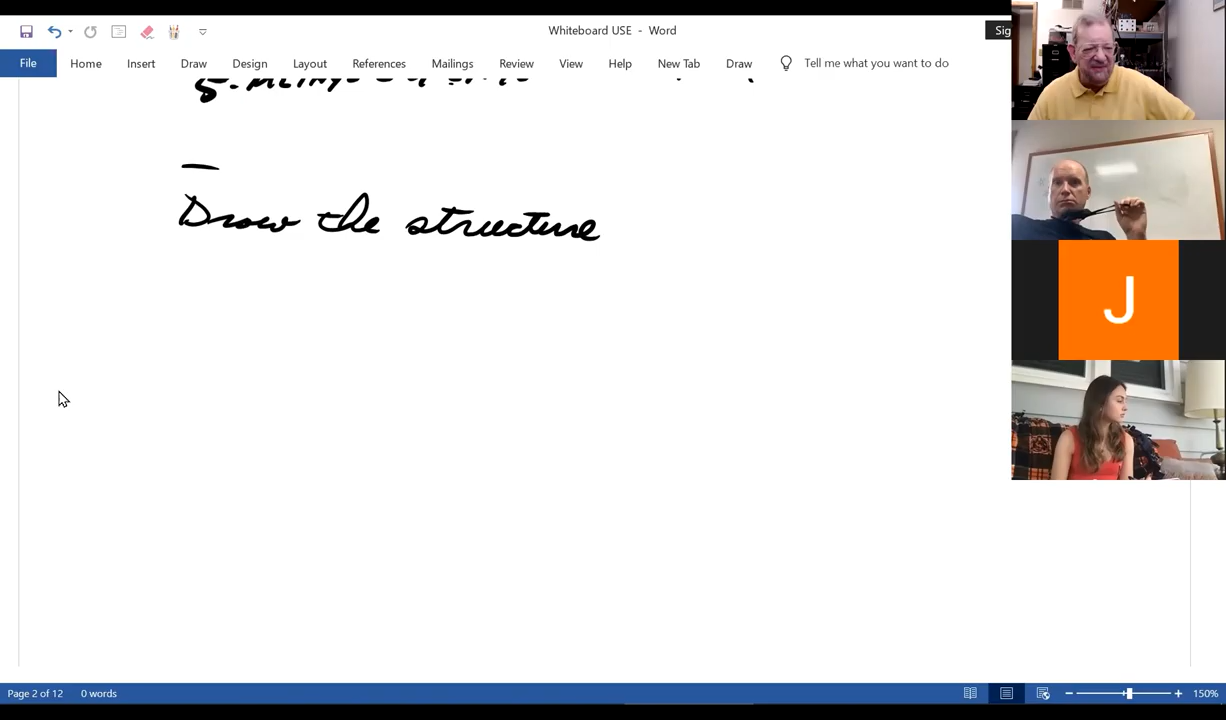 Whiteboard USE - Word
Sig
File Home Insert Draw Design Layout References Mailings Review View Help New Tab Draw Tell me what you want to do
Draw the structure
J
Page 2 of 12 0 words 150%